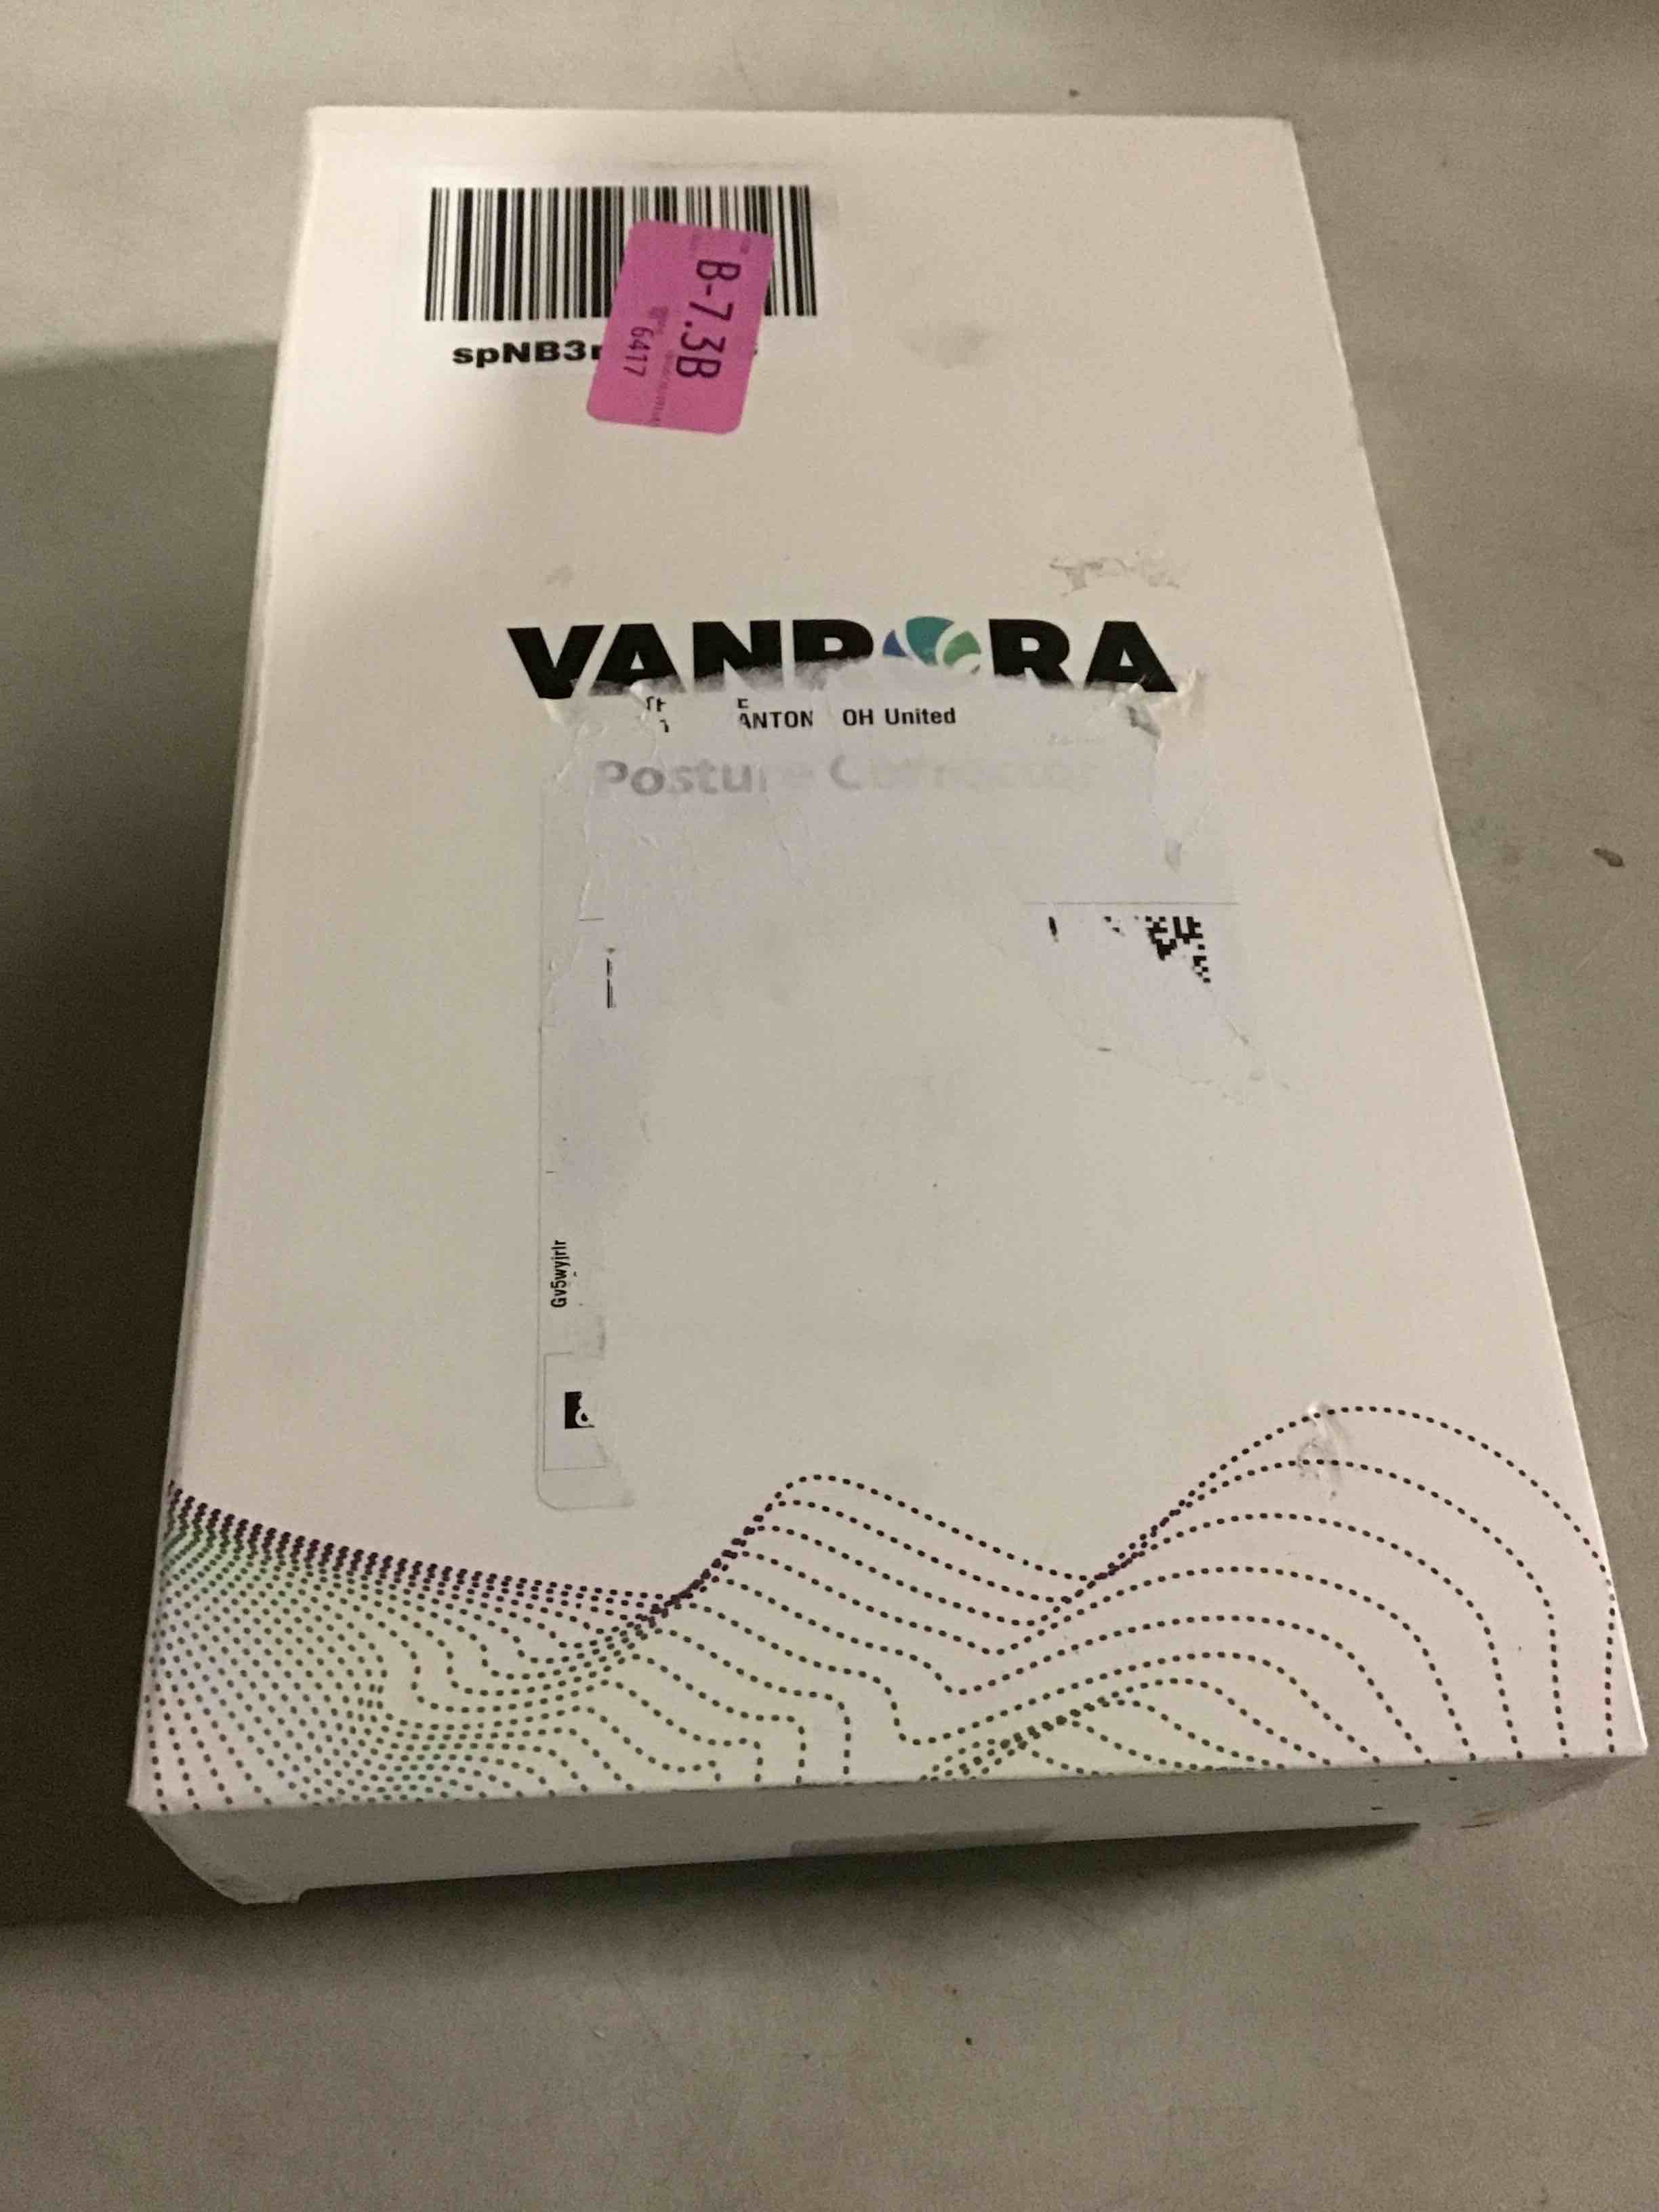 spNB3
B-7.3B
6417
VANDORA
ANTON OH United
Posture Corrector
Gv5wyjrlr